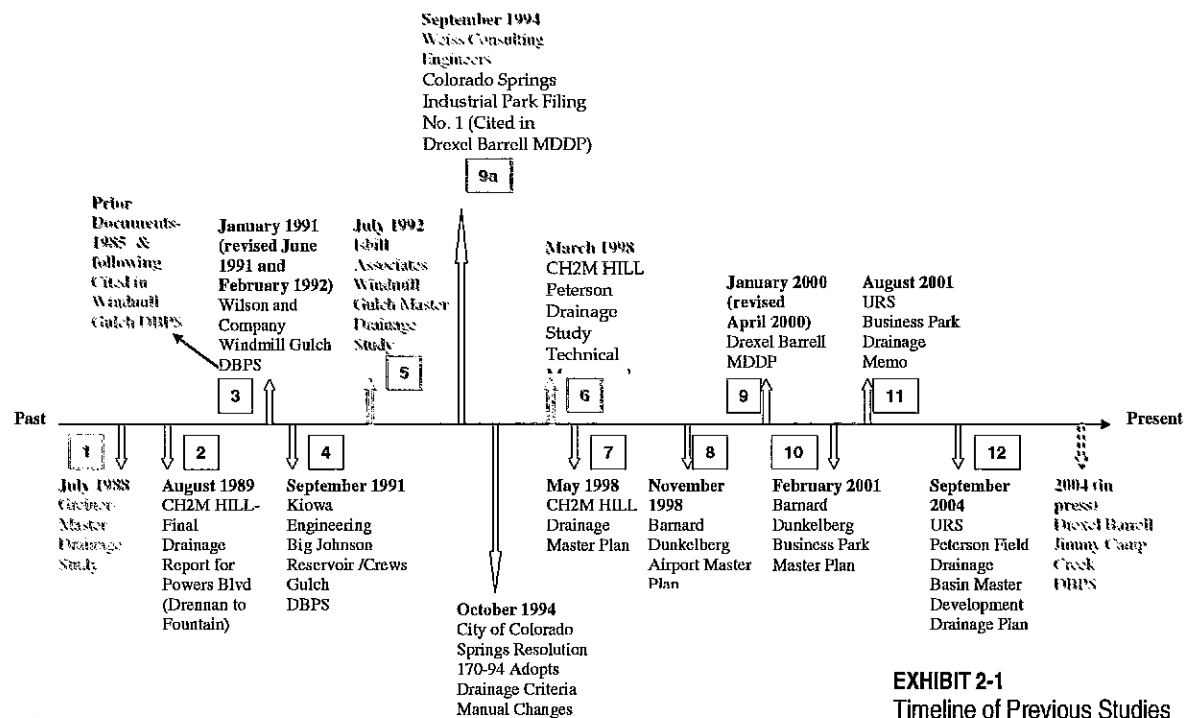 September 1994
Weiss Consulting
Engineers
Colorado Springs
Industrial Park Filing
No. 1 (Cited in
Drexel Barrell MDDP)
9a
Prior
Documents-
1985 &
following
Cited in
Windmill
Gulch DBPS
January 1991
(revised June
1991 and
February 1992)
Wilson and
Company
Windmill Gulch
DBPS
3
July 1992
Isbill
Associates
Windmill
Gulch Master
Drainage
Study
5
March 1998
CH2M HILL
Peterson
Drainage
Study
Technical
6
January 2000
(revised
April 2000)
Drexel Barrell
MDDP
9
August 2001
URS
Business Park
Drainage
Memo
11
Past
Present
1
July 1988
Greiner
Master
Drainage
Study
2
August 1989
CH2M HILL-
Final
Drainage
Report for
Powers Blvd
(Drennan to
Fountain)
4
September 1991
Kiowa
Engineering
Big Johnson
Reservoir /Crews
Gulch
DBPS
October 1994
City of Colorado
Springs Resolution
170-94 Adopts
Drainage Criteria
Manual Changes
7
May 1998
CH2M HILL
Drainage
Master Plan
8
November
1998
Barnard
Dunkelberg
Airport Master
Plan
10
February 2001
Barnard
Dunkelberg
Business Park
Master Plan
12
September
2004
URS
Peterson Field
Drainage
Basin Master
Development
Drainage Plan
2004 (in
press)
Drexel Barrell
Jimmy Camp
Creek
DBPS
EXHIBIT 2-1
Timeline of Previous Studies